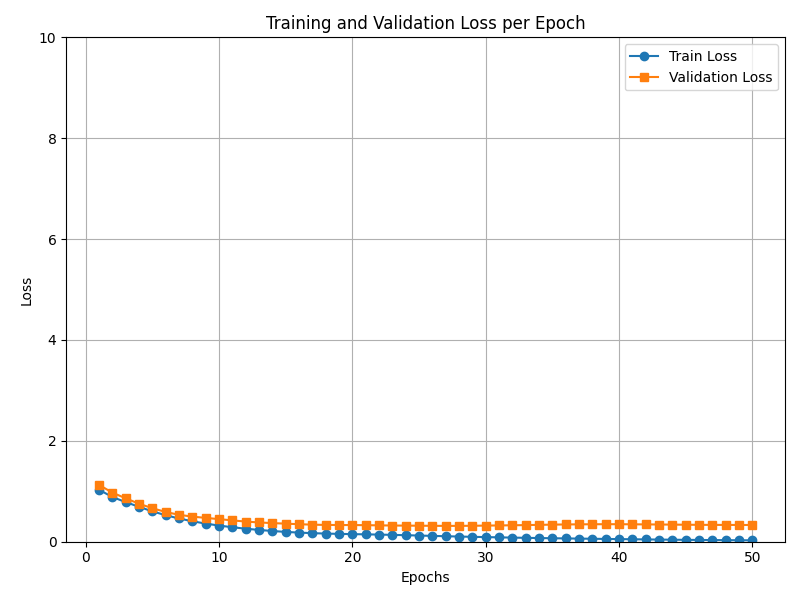 Training and Validation Loss per Epoch
Train Loss
Validation Loss
Loss
10
8
6
4
2
0
0 10 20 30 40 50
Epochs